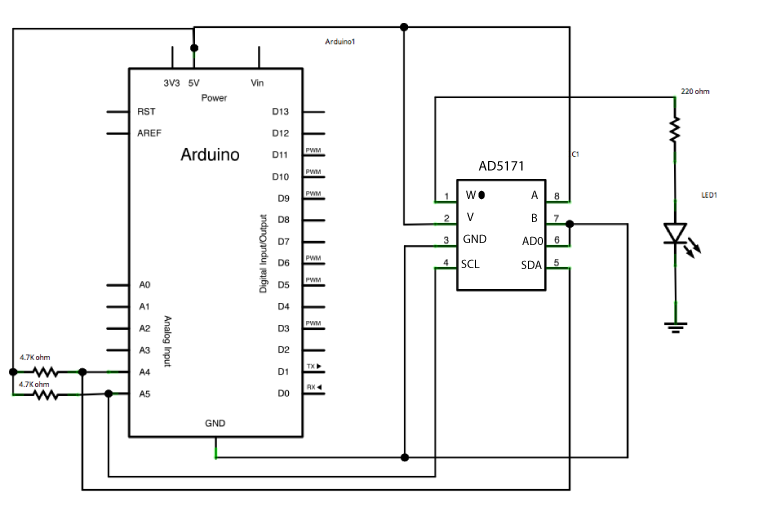 Arduino1
3V3 5V Vin
Power
RST
AREF
Arduino
D13
D12
PWM
D11
PWM
D10
PWM
D9
D8
D7
PWM
D6
PWM
D5
D4
PWM
D3
D2
TX ▶
D1
RX ◀
D0
Digital Input/Output
A0
A1
A2
A3
A4
A5
Analog Input
GND
4.7K ohm
4.7K ohm
AD5171
C1
1 W A 8
2 V B 7
3 GND AD0 6
4 SCL SDA 5
220 ohm
LED1